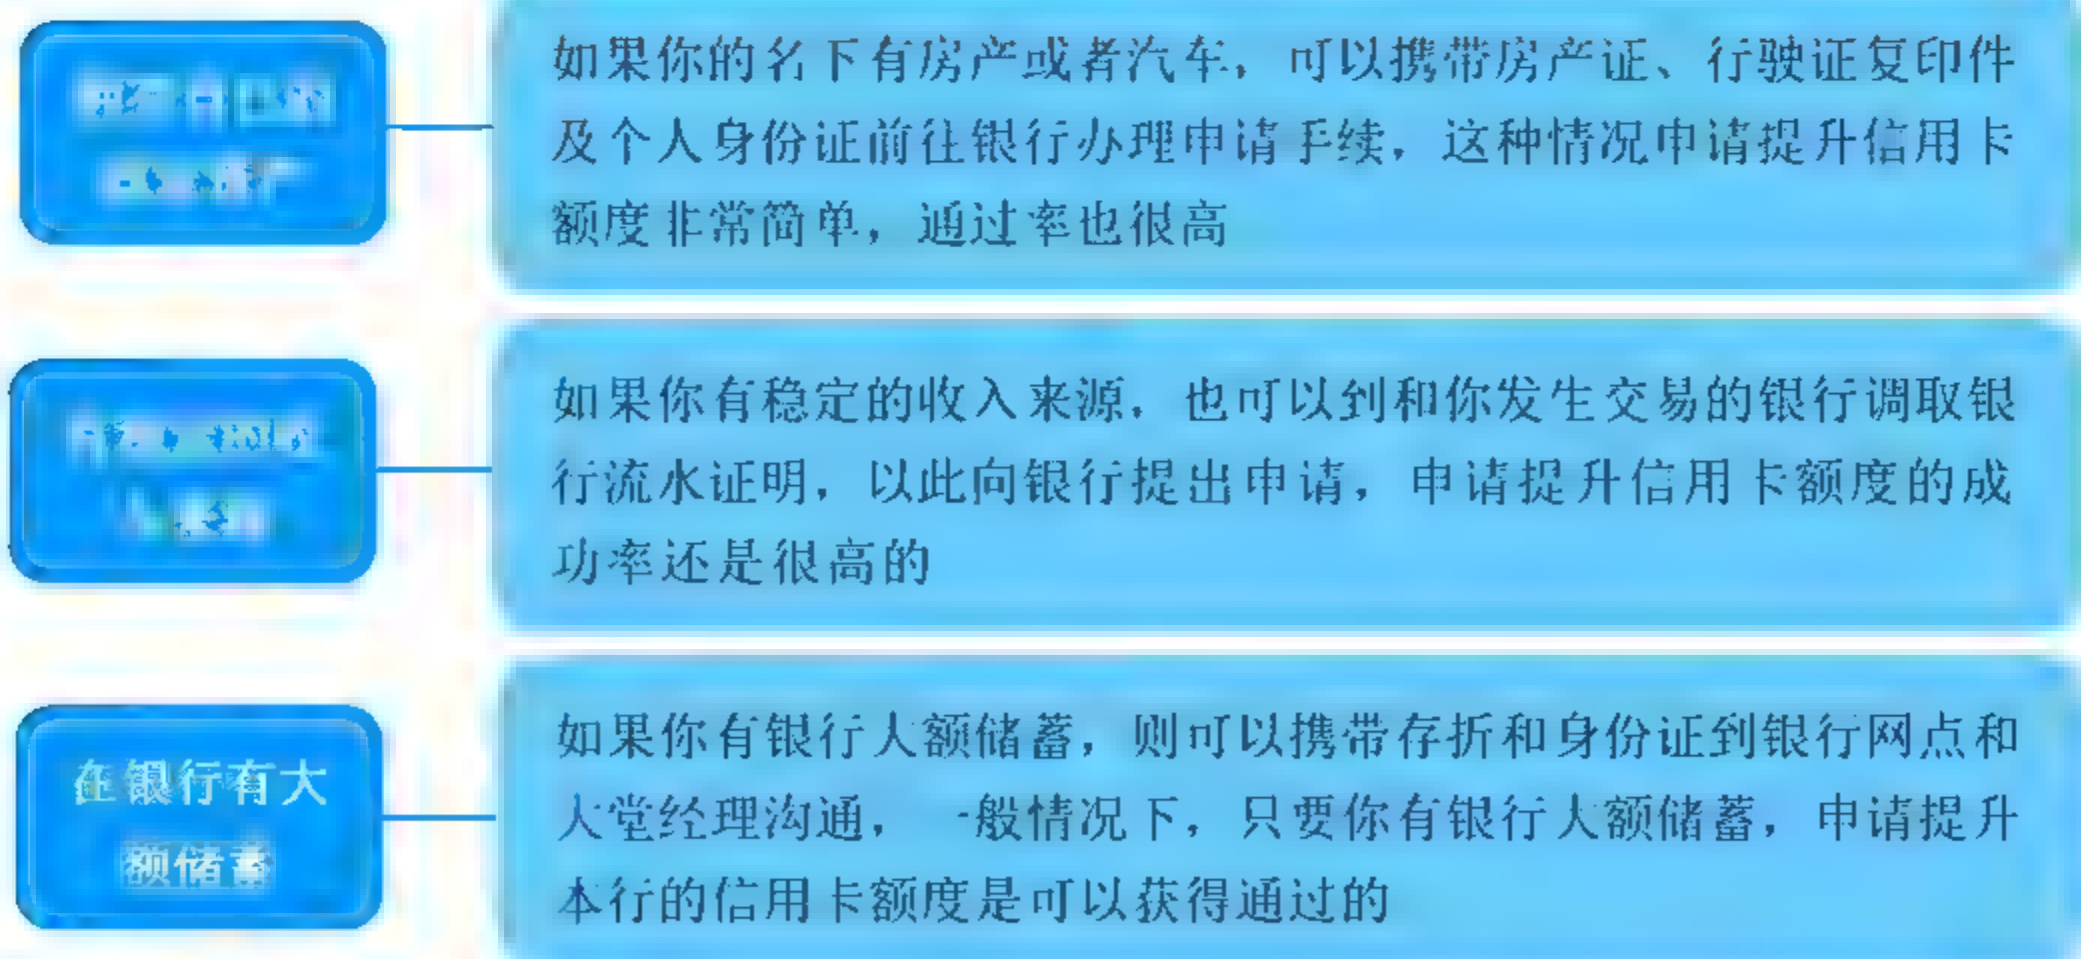 如果你的名下有房产或者汽车，可以携带房产证、行驶证复印件
及个人身份证前往银行办理申请手续，这种情况申请提升信用卡
额度非常简单，通过率也很高
如果你有稳定的收入来源，也可以到和你发生交易的银行调取银
行流水证明，以此向银行提出申请，申请提升信用卡额度的成
功率还是很高的
在银行有大
额储蓄
如果你有银行大额储蓄，则可以携带存折和身份证到银行网点和
大堂经理沟通，一般情况下，只要你有银行大额储蓄，申请提升
本行的信用卡额度是可以获得通过的